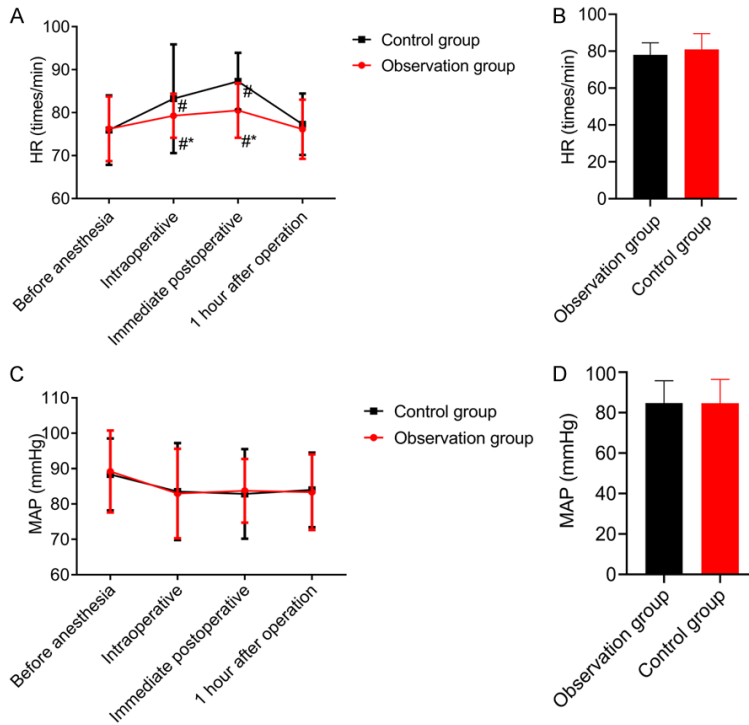 A
HR (times/min)
100
90
80
70
60
#
#*
#
#*
Before anesthesia
Intraoperative
Immediate postoperative
1 hour after operation
Control group
Observation group
B
HR (times/min)
100
80
60
40
20
0
Observation group
Control group
C
MAP (mmHg)
110
100
90
80
70
60
Before anesthesia
Intraoperative
Immediate postoperative
1 hour after operation
Control group
Observation group
D
MAP (mmHg)
100
80
60
40
20
0
Observation group
Control group